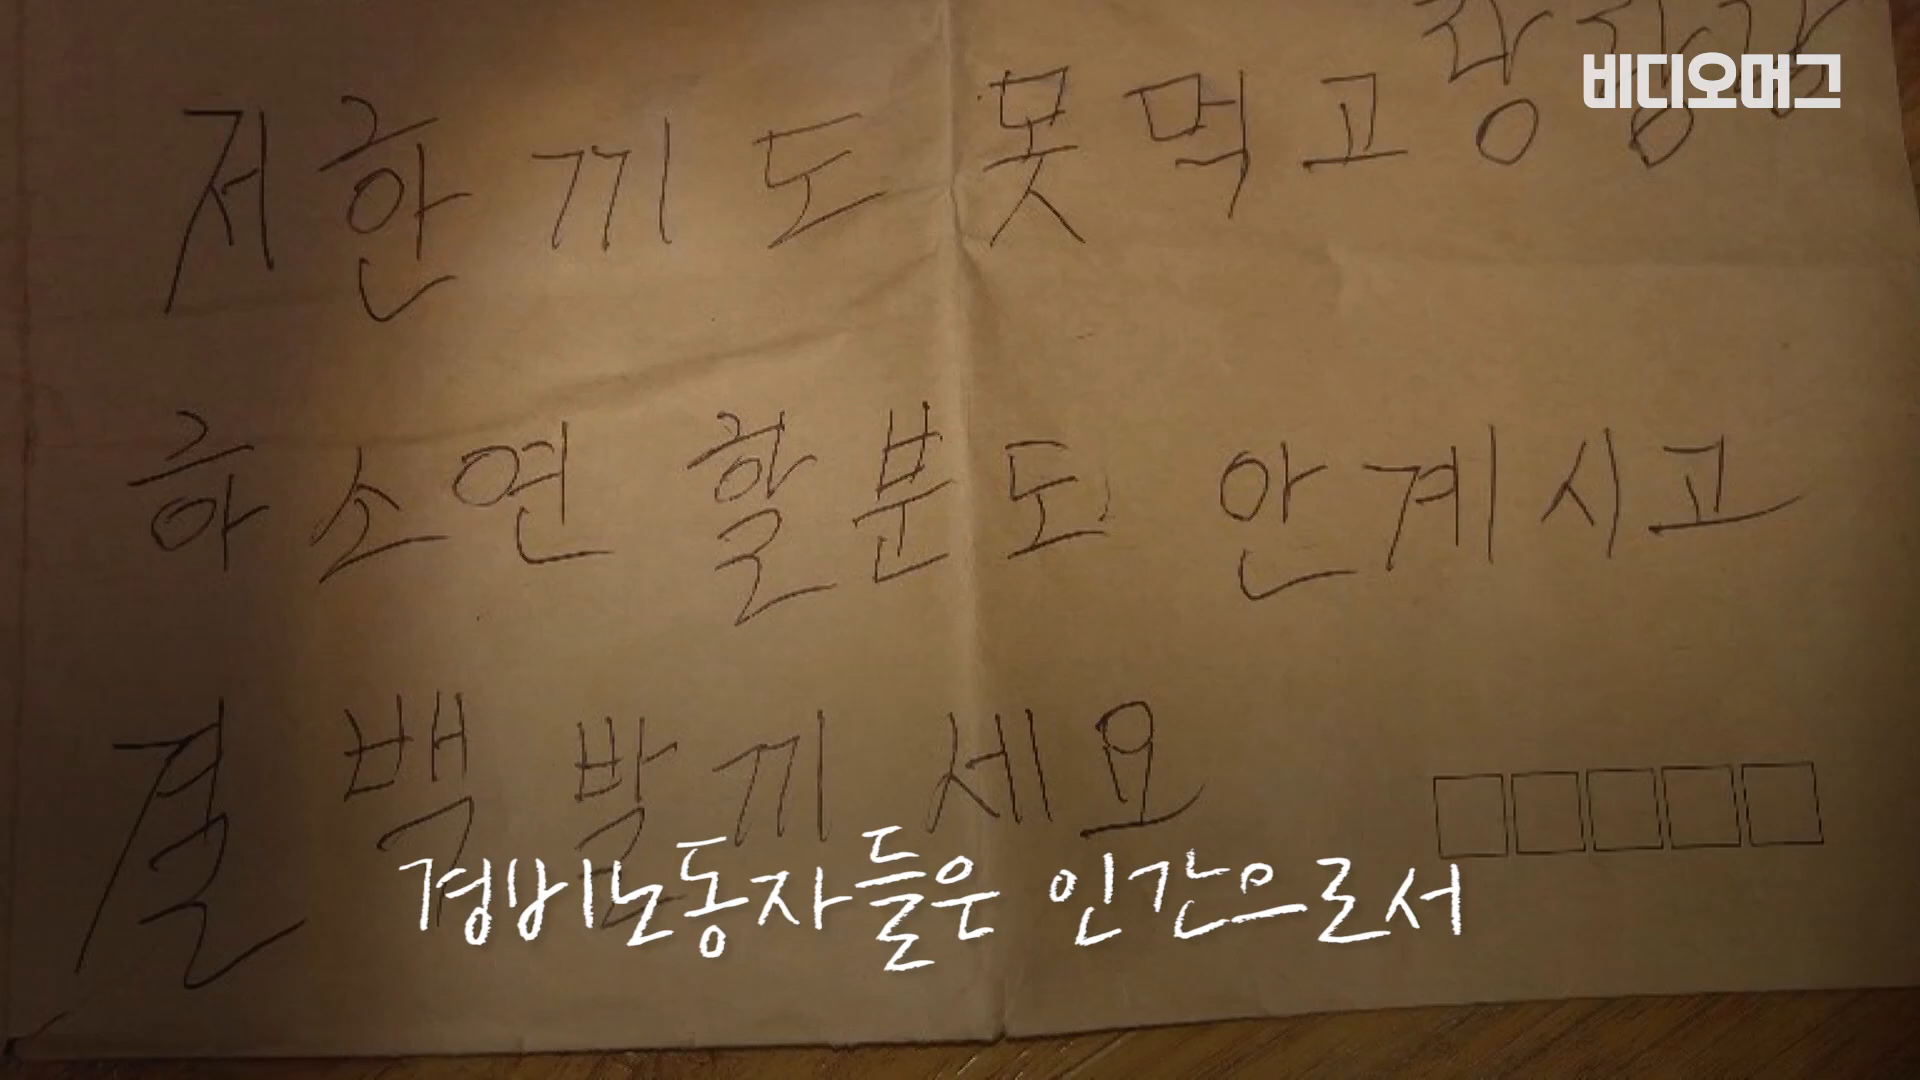 비디오머그
저 한 끼도 못 먹고
하소연 할 분도 안 계시고
결백 밝끼세요
경비노동자들은 인간으로서